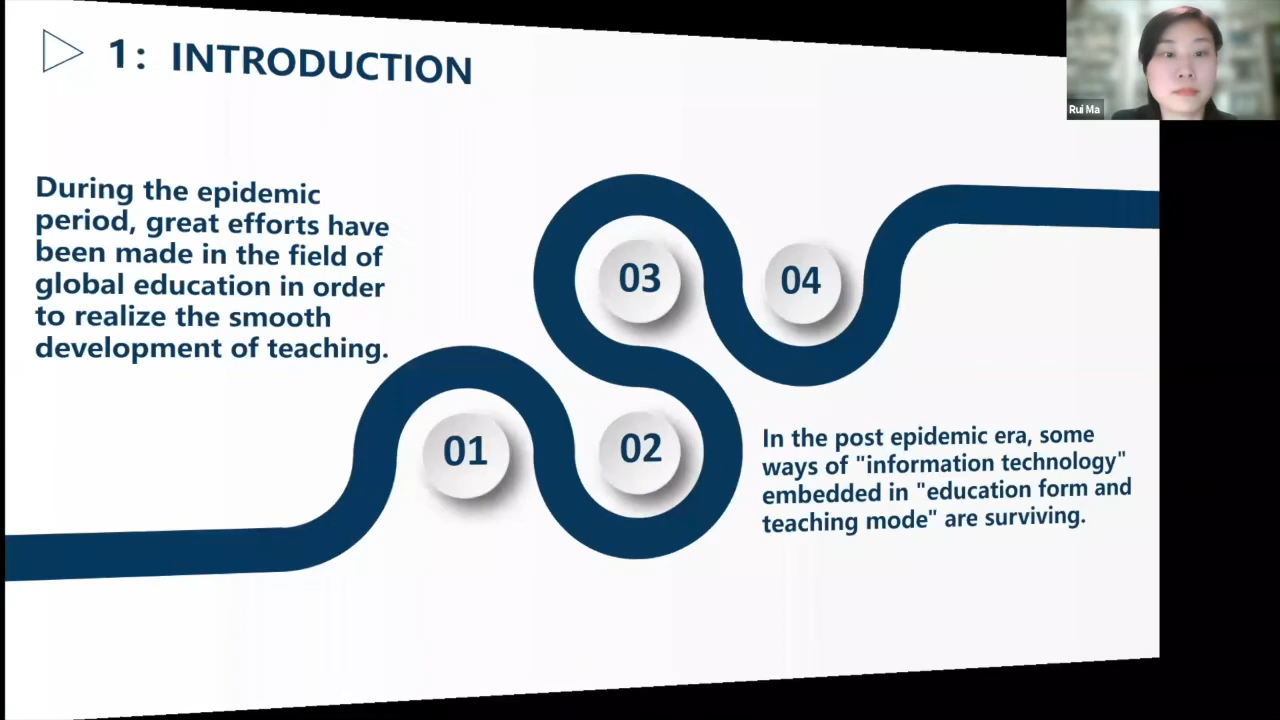 1: INTRODUCTION
Rui Ma
During the epidemic
period, great efforts have
been made in the field of
global education in order
to realize the smooth
development of teaching.
03
04
01
02
In the post epidemic era, some
ways of "information technology"
embedded in "education form and
teaching mode" are surviving.